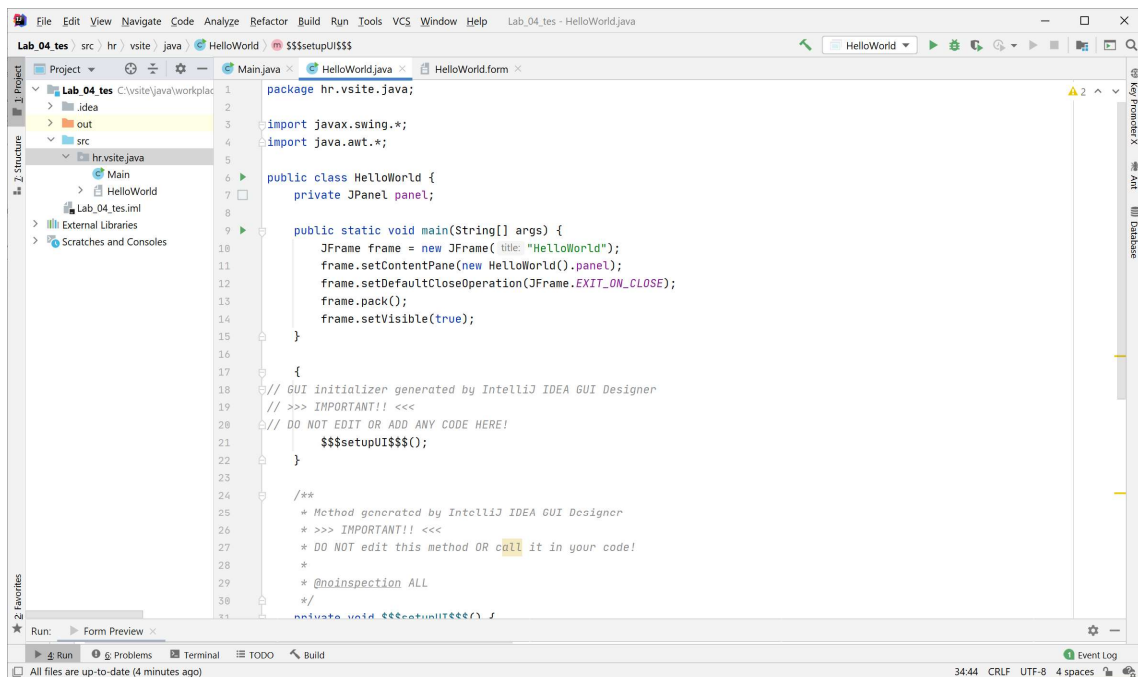 File Edit View Navigate Code Analyze Refactor Build Run Tools VCS Window Help Lab_04_tes - HelloWorld.java
Lab_04_tes src hr vsite java HelloWorld $$$setupUI$$$ HelloWorld
Project Main.java HelloWorld.java HelloWorld.form
1: Project
7: Structure
2: Favorites
Lab_04_tes C:\vsite\java\workplac
.idea
out
src
hr.vsite.java
Main
HelloWorld
Lab_04_tes.iml
External Libraries
Scratches and Consoles
1 package hr.vsite.java;
2
3 import javax.swing.*;
4 import java.awt.*;
5
6 public class HelloWorld {
7 private JPanel panel;
8
9 public static void main(String[] args) {
10 JFrame frame = new JFrame( title: "HelloWorld");
11 frame.setContentPane(new HelloWorld().panel);
12 frame.setDefaultCloseOperation(JFrame.EXIT_ON_CLOSE);
13 frame.pack();
14 frame.setVisible(true);
15 }
16
17 {
18 // GUI initializer generated by IntelliJ IDEA GUI Designer
19 // >>> IMPORTANT!! <<<
20 // DO NOT EDIT OR ADD ANY CODE HERE!
21 $$$setupUI$$$();
22 }
23
24 /**
25 * Method generated by IntelliJ IDEA GUI Designer
26 * >>> IMPORTANT!! <<<
27 * DO NOT edit this method OR call it in your code!
28 *
29 * @noinspection ALL
30 */
31 private void $$$setupUI$$$() {
2
Key Promoter X
Ant
Database
Run: Form Preview
4: Run 6: Problems Terminal TODO Build 1 Event Log
All files are up-to-date (4 minutes ago) 34:44 CRLF UTF-8 4 spaces